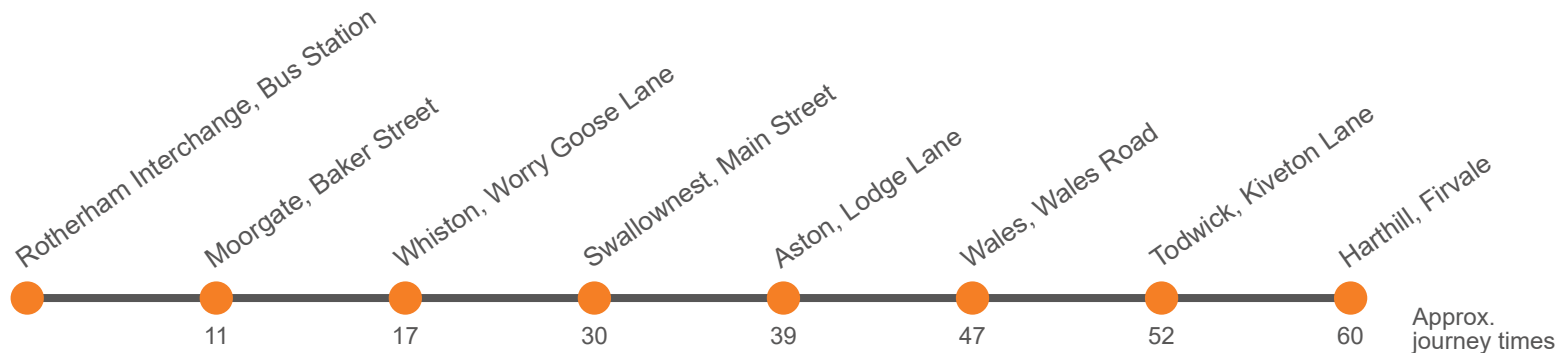 Rotherham Interchange, Bus Station
Moorgate, Baker Street
Whiston, Worry Goose Lane
Swallownest, Main Street
Aston, Lodge Lane
Wales, Wales Road
Todwick, Kiveton Lane
Harthill, Firvale
11
17
30
39
47
52
60
Approx.
journey times